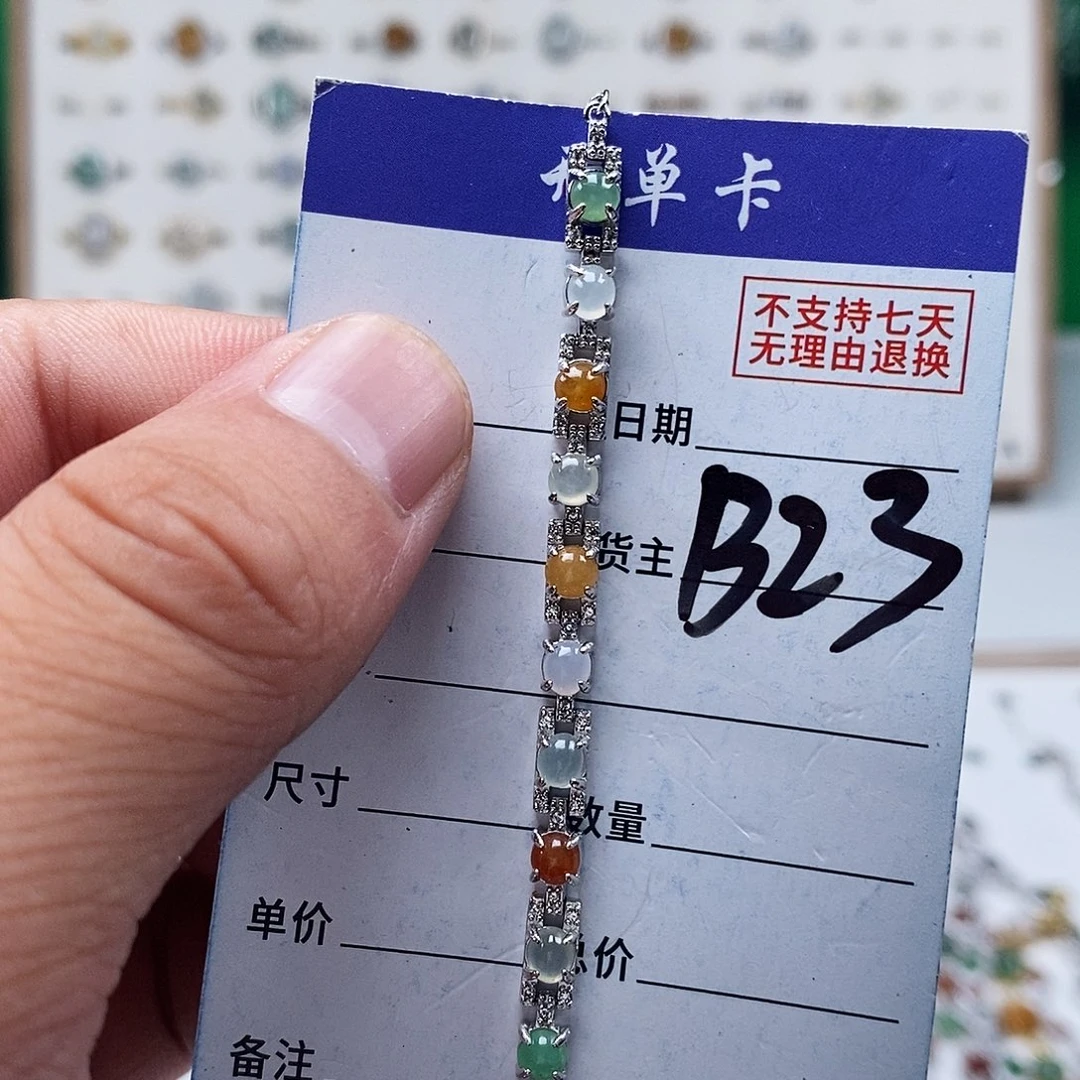 单卡
不支持七天
无理由退换
日期
货主 B23
尺寸
数量
单价
总价
备注